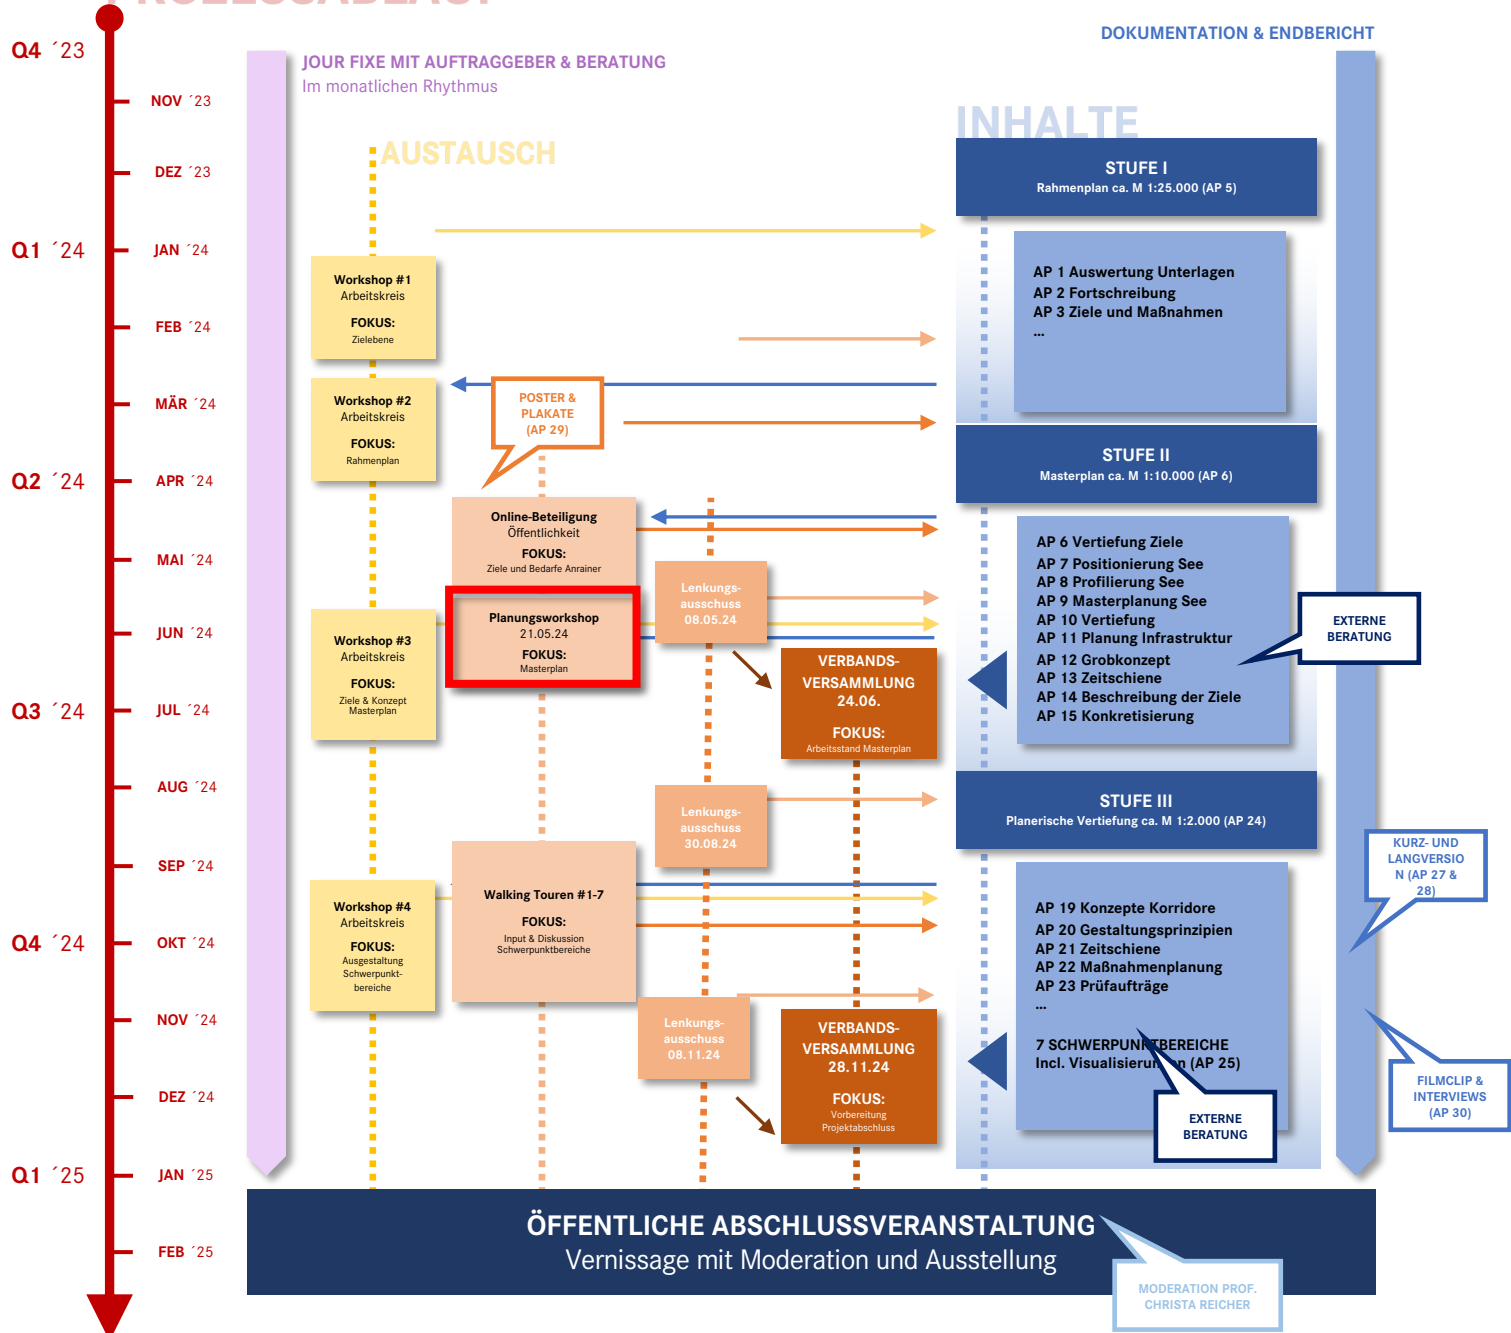 PROZESSABLAUF
Q4 ´23
NOV ´23
DEZ ´23
Q1 ´24
JAN ´24
FEB ´24
MÄR ´24
Q2 ´24
APR ´24
MAI ´24
JUN ´24
Q3 ´24
JUL ´24
AUG ´24
SEP ´24
Q4 ´24
OKT ´24
NOV ´24
DEZ ´24
Q1 ´25
JAN ´25
FEB ´25
JOUR FIXE MIT AUFTRAGGEBER & BERATUNG
Im monatlichen Rhythmus
DOKUMENTATION & ENDBERICHT
AUSTAUSCH
Workshop #1
Arbeitskreis
FOKUS:
Zielebene
Workshop #2
Arbeitskreis
FOKUS:
Rahmenplan
Workshop #3
Arbeitskreis
FOKUS:
Ziele & Konzept
Masterplan
Workshop #4
Arbeitskreis
FOKUS:
Ausgestaltung
Schwerpunkt-
bereiche
POSTER &
PLAKATE
(AP 29)
Online-Beteiligung
Öffentlichkeit
FOKUS:
Ziele und Bedarfe Anrainer
Planungsworkshop
21.05.24
FOKUS:
Masterplan
Walking Touren #1-7
FOKUS:
Input & Diskussion
Schwerpunktbereiche
Lenkungs-
ausschuss
08.05.24
Lenkungs-
ausschuss
30.08.24
Lenkungs-
ausschuss
08.11.24
VERBANDS-
VERSAMMLUNG
24.06.
FOKUS:
Arbeitsstand Masterplan
VERBANDS-
VERSAMMLUNG
28.11.24
FOKUS:
Vorbereitung
Projektabschluss
INHALTE
STUFE I
Rahmenplan ca. M 1:25.000 (AP 5)
AP 1 Auswertung Unterlagen
AP 2 Fortschreibung
AP 3 Ziele und Maßnahmen
...
STUFE II
Masterplan ca. M 1:10.000 (AP 6)
AP 6 Vertiefung Ziele
AP 7 Positionierung See
AP 8 Profilierung See
AP 9 Masterplanung See
AP 10 Vertiefung
AP 11 Planung Infrastruktur
AP 12 Grobkonzept
AP 13 Zeitschiene
AP 14 Beschreibung der Ziele
AP 15 Konkretisierung
EXTERNE
BERATUNG
STUFE III
Planerische Vertiefung ca. M 1:2.000 (AP 24)
AP 19 Konzepte Korridore
AP 20 Gestaltungsprinzipien
AP 21 Zeitschiene
AP 22 Maßnahmenplanung
AP 23 Prüfaufträge
...
7 SCHWERPUNKTBEREICHE
Incl. Visualisierungen (AP 25)
EXTERNE
BERATUNG
KURZ- UND
LANGVERSIO
N (AP 27 &
28)
FILMCLIP &
INTERVIEWS
(AP 30)
ÖFFENTLICHE ABSCHLUSSVERANSTALTUNG
Vernissage mit Moderation und Ausstellung
MODERATION PROF.
CHRISTA REICHER